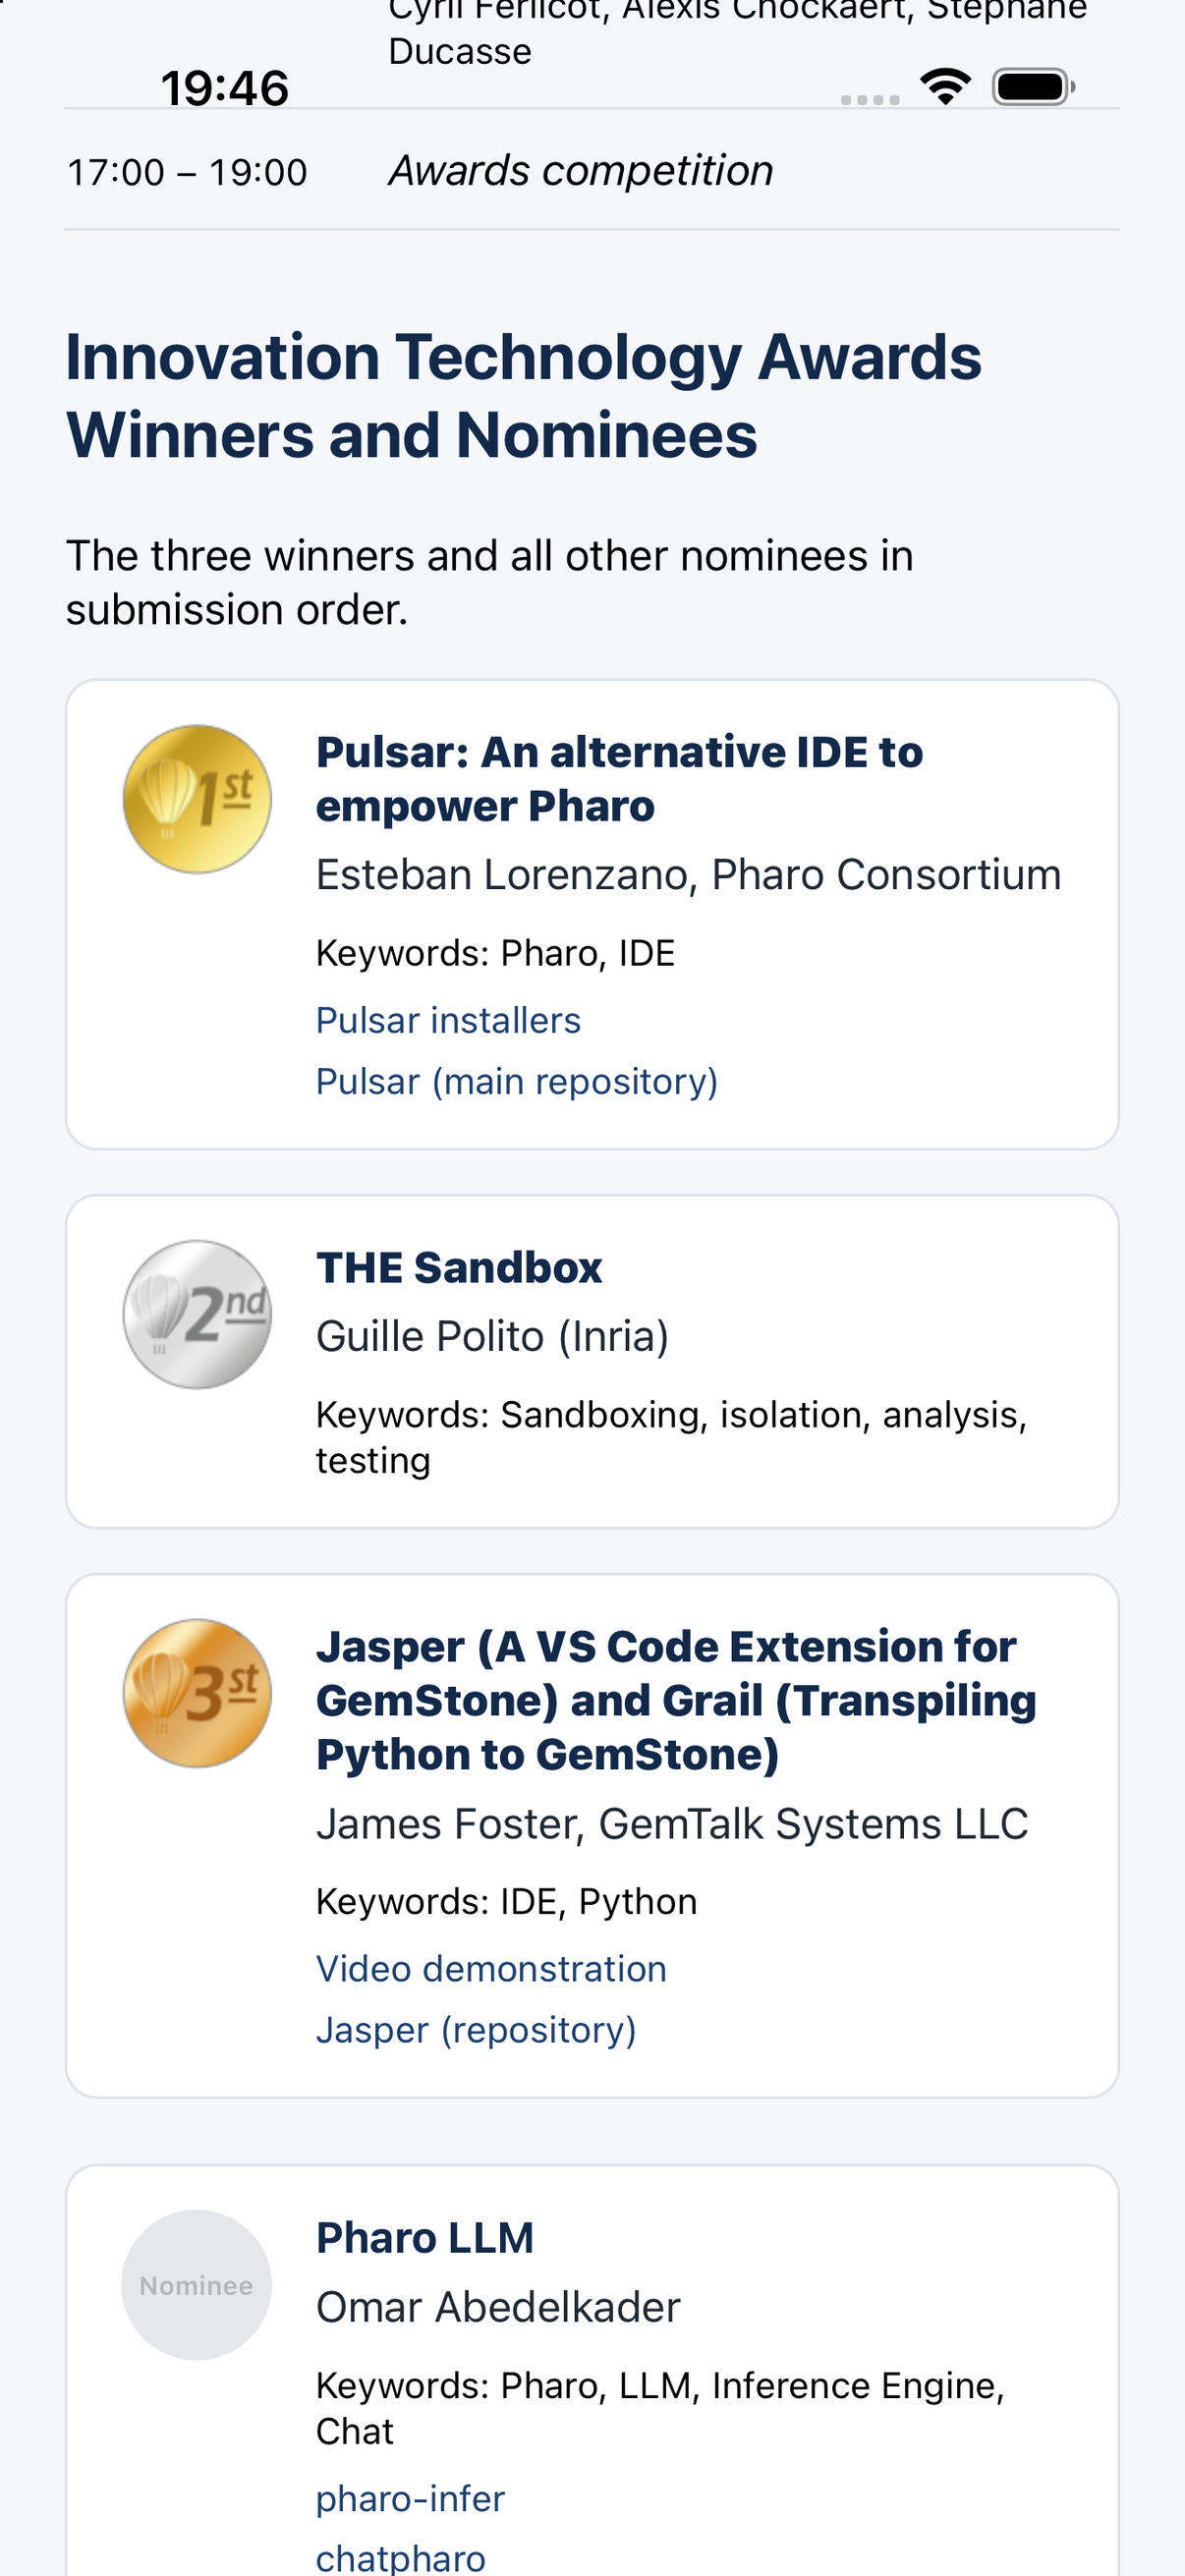 Cyril Ferlicot, Alexis Chockaert, Stéphane
Ducasse
19:46
17:00 – 19:00 Awards competition
Innovation Technology Awards
Winners and Nominees
The three winners and all other nominees in
submission order.
1st
Pulsar: An alternative IDE to
empower Pharo
Esteban Lorenzano, Pharo Consortium
Keywords: Pharo, IDE
Pulsar installers
Pulsar (main repository)
2nd
THE Sandbox
Guille Polito (Inria)
Keywords: Sandboxing, isolation, analysis,
testing
3st
Jasper (A VS Code Extension for
GemStone) and Grail (Transpiling
Python to GemStone)
James Foster, GemTalk Systems LLC
Keywords: IDE, Python
Video demonstration
Jasper (repository)
Nominee
Pharo LLM
Omar Abedelkader
Keywords: Pharo, LLM, Inference Engine,
Chat
pharo-infer
chatpharo